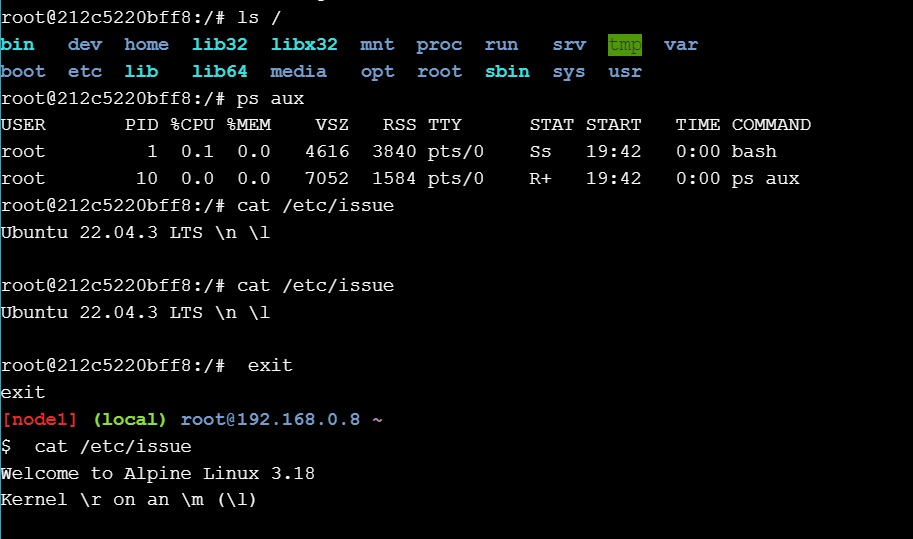 root@212c5220bff8:/# ls /
bin   dev  home  lib32  libx32  mnt  proc  run   srv  tmp  var
boot  etc  lib   lib64  media   opt  root  sbin  sys  usr
root@212c5220bff8:/# ps aux
USER       PID %CPU %MEM    VSZ   RSS TTY      STAT START   TIME COMMAND
root         1  0.1  0.0   4616  3840 pts/0    Ss   19:42   0:00 bash
root        10  0.0  0.0   7052  1584 pts/0    R+   19:42   0:00 ps aux
root@212c5220bff8:/# cat /etc/issue
Ubuntu 22.04.3 LTS \n \l
root@212c5220bff8:/# cat /etc/issue
Ubuntu 22.04.3 LTS \n \l
root@212c5220bff8:/#  exit
exit
[node1] (local) root@192.168.0.8 ~
$  cat /etc/issue
Welcome to Alpine Linux 3.18
Kernel \r on an \m (\l)